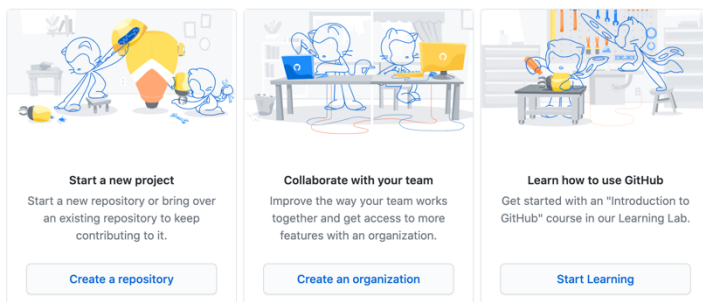 Start a new project
Start a new repository or bring over
an existing repository to keep
contributing to it.
Create a repository
Collaborate with your team
Improve the way your team works
together and get access to more
features with an organization.
Create an organization
Learn how to use GitHub
Get started with an "Introduction to
GitHub" course in our Learning Lab.
Start Learning